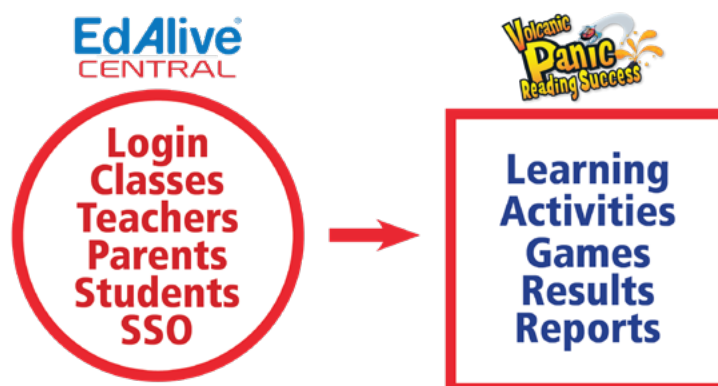 EdAlive®
CENTRAL
Login
Classes
Teachers
Parents
Students
SSO
Volcanic
Panic
Reading Success
Learning
Activities
Games
Results
Reports